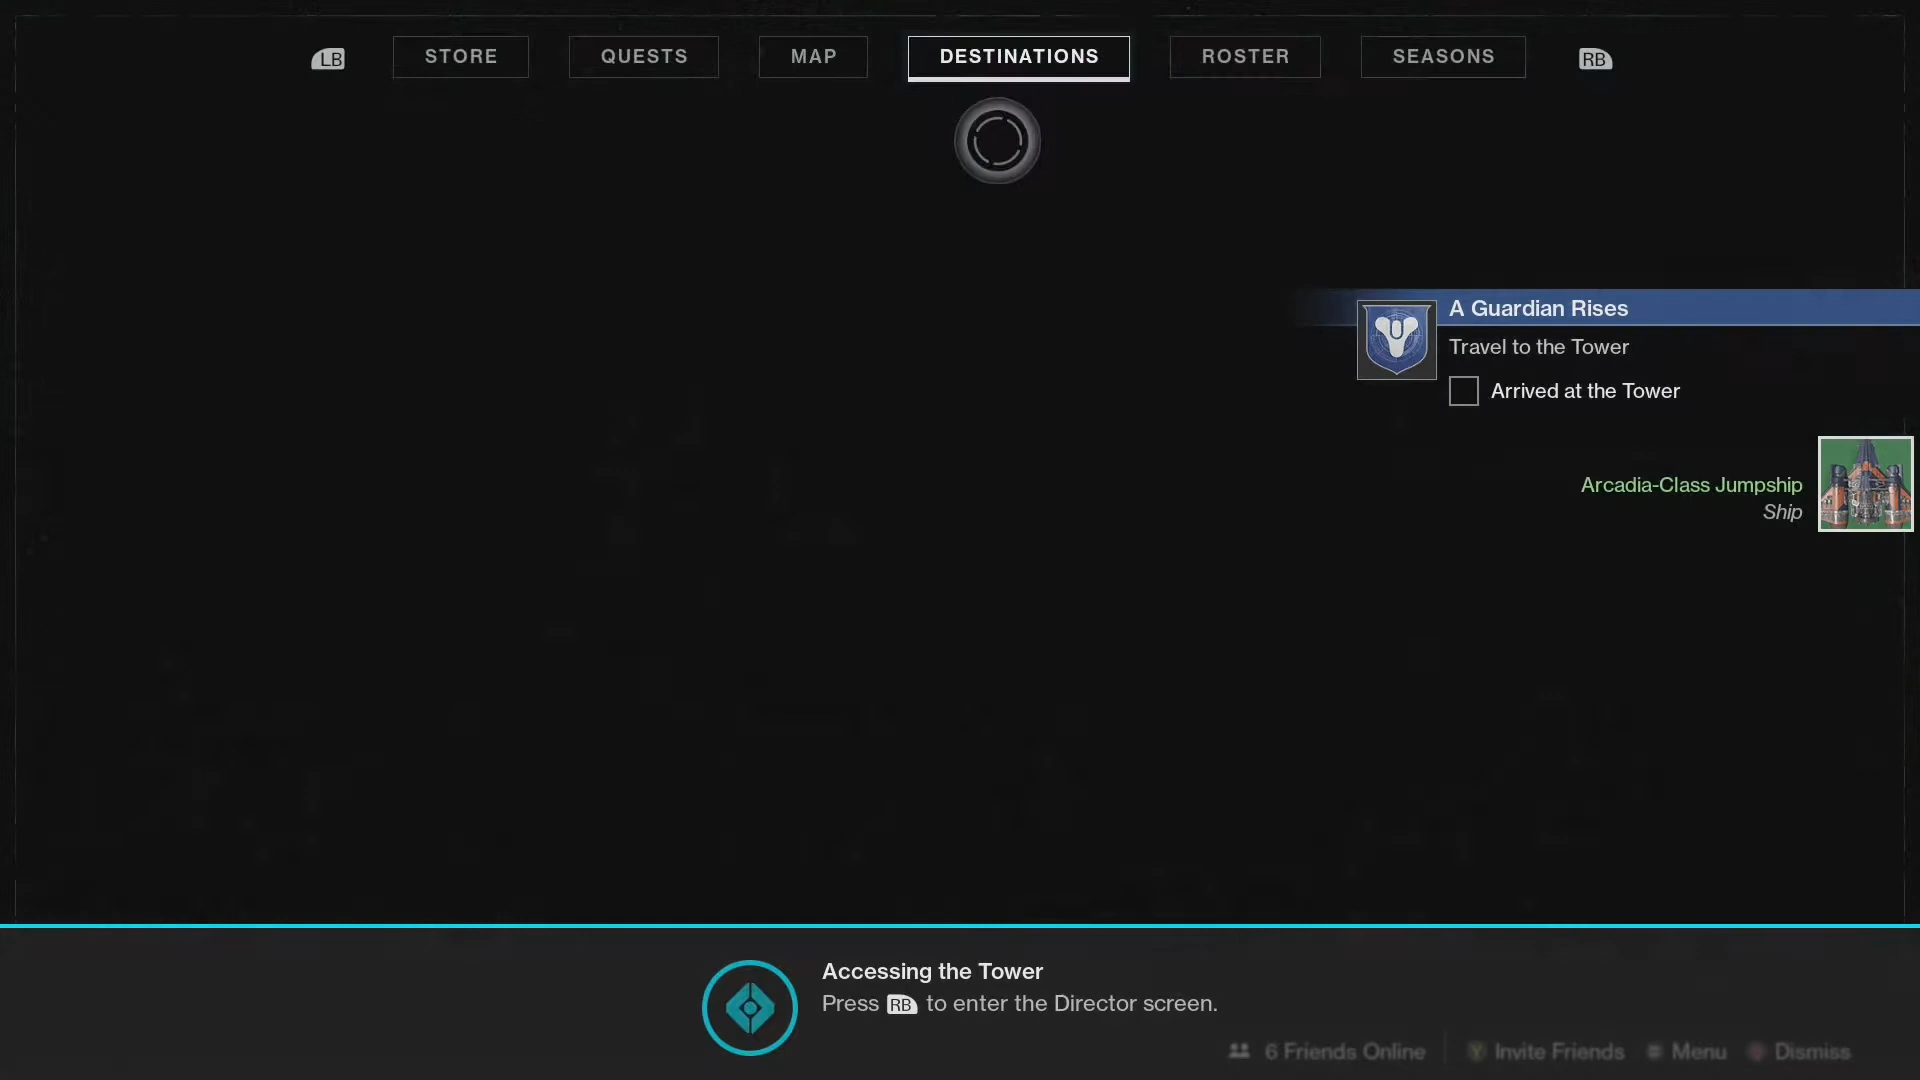 LB STORE QUESTS MAP DESTINATIONS ROSTER SEASONS RB
A Guardian Rises
Travel to the Tower
Arrived at the Tower
Arcadia-Class Jumpship
Ship
Accessing the Tower
Press RB to enter the Director screen.
6 Friends Online Y Invite Friends Menu Dismiss